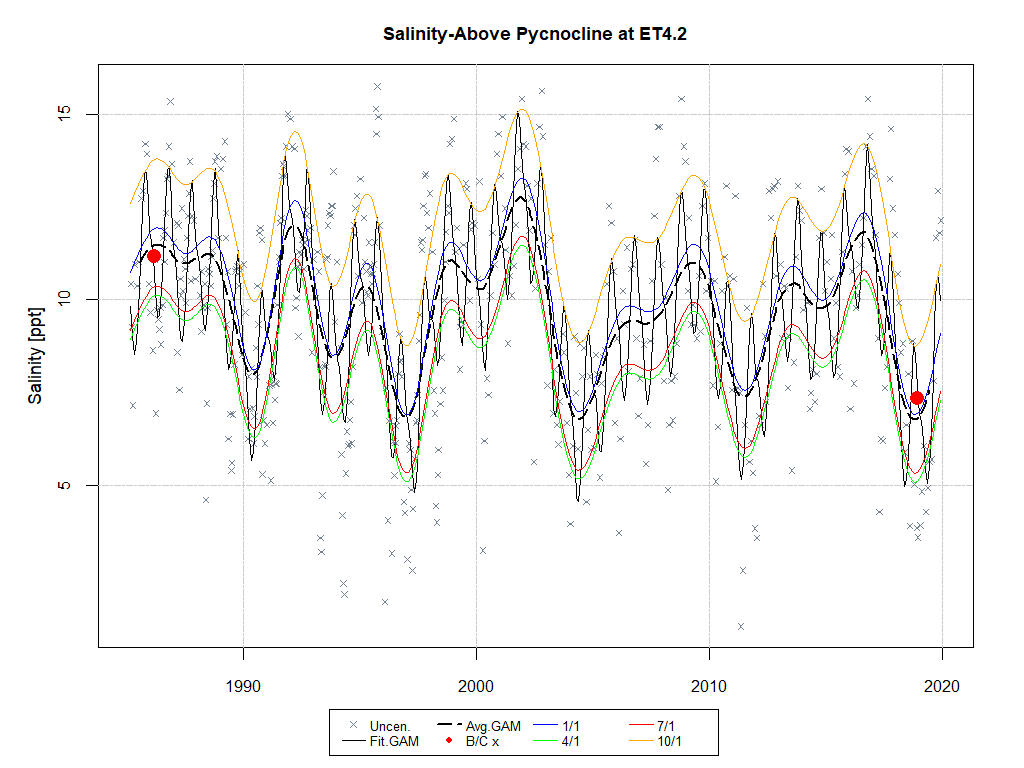 Salinity-Above Pycnocline at ET4.2
Salinity [ppt]
15
10
5
1990 2000 2010 2020
Uncen. Avg.GAM 1/1 7/1
Fit.GAM B/C x 4/1 10/1